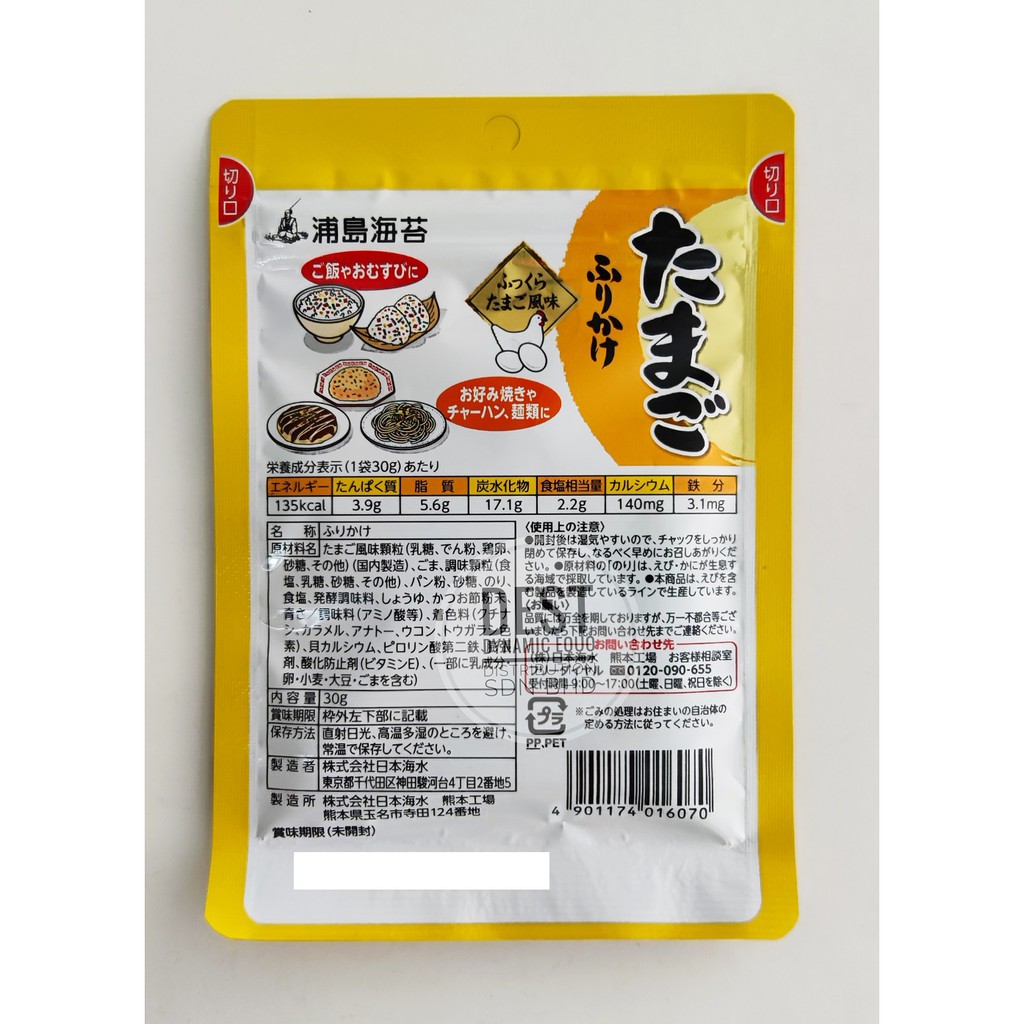 切り口
切り口
浦島海苔
ご飯やおむすびに
ふっくら
たまご風味
たまご
ふりかけ
お好み焼きや
チャーハン、麺類に
栄養成分表示(1袋30g)あたり
エネルギー たんぱく質 脂質 炭水化物 食塩相当量 カルシウム 鉄分
135kcal 3.9g 5.6g 17.1g 2.2g 140mg 3.1mg
名称 ふりかけ
原材料名 たまご風味顆粒(乳糖、でん粉、鶏卵、
砂糖、その他)(国内製造)、ごま、調味顆粒(食
塩、乳糖、砂糖、その他)、パン粉、砂糖、のり、
食塩、発酵調味料、しょうゆ、かつお節粉末、
青さ/調味料(アミノ酸等)、着色料(クチナ
シ、カラメル、アナトー、ウコン、トウガラシ色
素)、貝カルシウム、ピロリン酸第二鉄、
剤、酸化防止剤(ビタミンE)、(一部に乳成分・
卵・小麦・大豆・ごまを含む)
内容量 30g
賞味期限 枠外左下部に記載
保存方法 直射日光、高温多湿のところを避け、
常温で保存してください。
製造者 株式会社日本海水
東京都千代田区神田駿河台4丁目2番地5
製造所 株式会社日本海水 熊本工場
熊本県玉名市寺田124番地
賞味期限(未開封)
〈使用上の注意〉
●開封後は湿気やすいので、チャックをしっかり
閉めて保存し、なるべく早めにお召しあがりくだ
さい。●原材料の「のり」は、えび・かにが生息す
る海域で採取しています。●本商品は、えびを含
む製品を製造しているラインで生産しています。
〈お願い〉
品質には万全を期しておりますが、万一不都合等ござ
いましたら下記お問い合わせ先までご連絡ください。
お問い合わせ先
(株)日本海水 熊本工場 お客様相談室
フリーダイヤル 0120-090-655
受付時間 9:00〜17:00(土曜、日曜、祝日を除く)
プラ
PP,PET
※ごみの処理はお住まいの自治体の
定める方法に従ってください。
4 901174 016070
DEST
DYNAMIC FOOD
SDN BHD